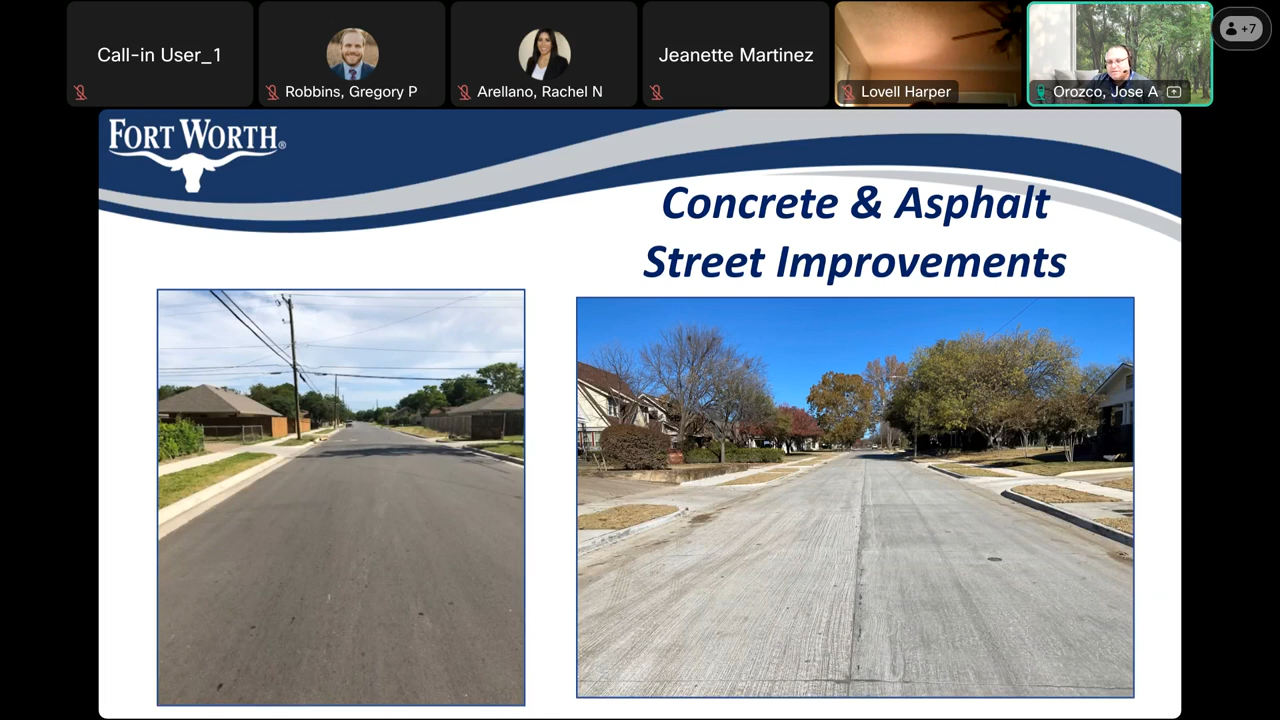 Call-in User_1
Robbins, Gregory P
Arellano, Rachel N
Jeanette Martinez
Lovell Harper
Orozco, Jose A
+7
FORT WORTH®
Concrete & Asphalt
Street Improvements